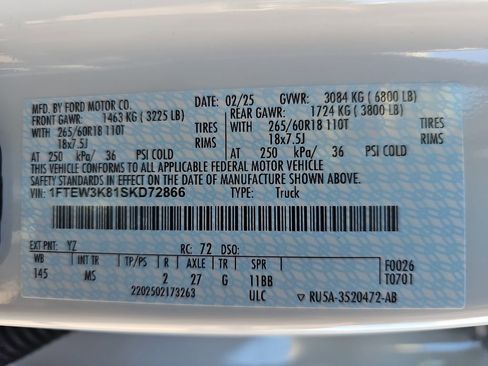 MFD. BY FORD MOTOR CO. DATE: 02/25 GVWR: 3084 KG ( 6800 LB)
FRONT GAWR: 1463 KG ( 3225 LB) REAR GAWR: 1724 KG ( 3800 LB)
WITH 265/60R18 110T TIRES WITH 265/60R18 110T TIRES
18x7.5J RIMS 18x7.5J RIMS
AT 250 kPa/ 36 PSI COLD AT 250 kPa/ 36 PSI COLD
THIS VEHICLE CONFORMS TO ALL APPLICABLE FEDERAL MOTOR VEHICLE
SAFETY STANDARDS IN EFFECT ON THE DATE OF MANUFACTURE SHOWN ABOVE.
VIN: 1FTEW3K81SKD72866 TYPE: Truck
EXT PNT: YZ RC: 72 DSO: F0026
WB TP/PS R AXLE TR SPR T0701
145 MS 2 27 G 11BB
2202502173263 ULC ▽RU5A-3520472-AB